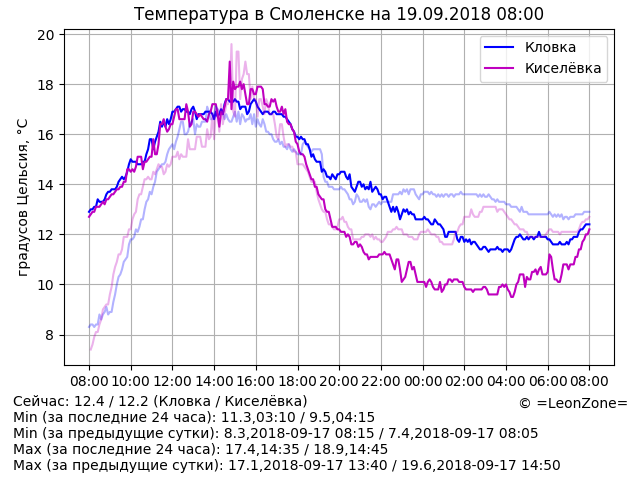 Температура в Смоленске на 19.09.2018 08:00
Кловка
Киселёвка
градусов Цельсия, °C
20
18
16
14
12
10
8
08:00 10:00 12:00 14:00 16:00 18:00 20:00 22:00 00:00 02:00 04:00 06:00 08:00
Сейчас: 12.4 / 12.2 (Кловка / Киселёвка)
© =LeonZone=
Min (за последние 24 часа): 11.3,03:10 / 9.5,04:15
Min (за предыдущие сутки): 8.3,2018-09-17 08:15 / 7.4,2018-09-17 08:05
Max (за последние 24 часа): 17.4,14:35 / 18.9,14:45
Max (за предыдущие сутки): 17.1,2018-09-17 13:40 / 19.6,2018-09-17 14:50